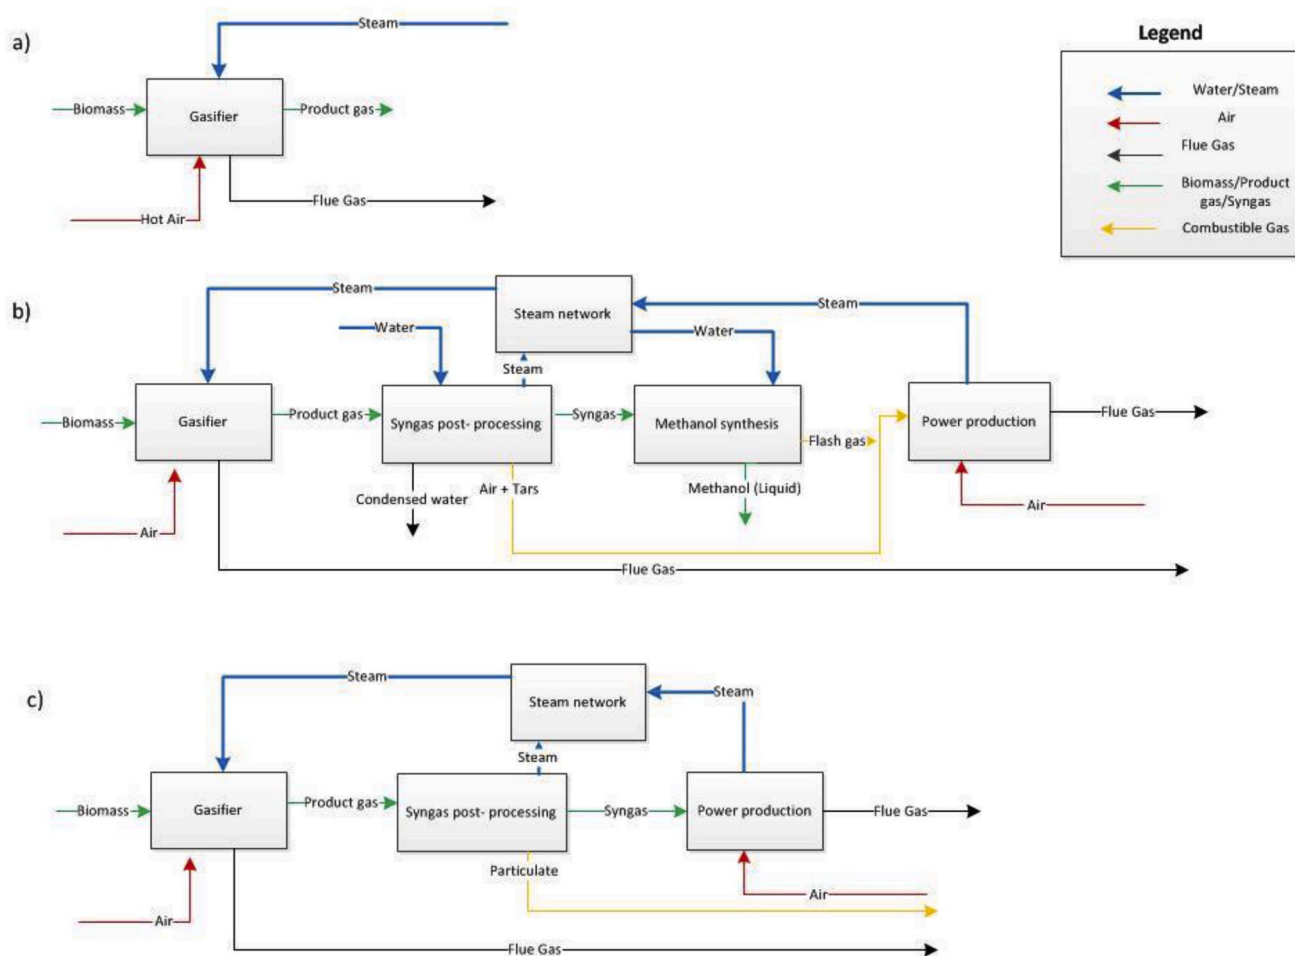 a)
Steam
Biomass
Gasifier
Product gas
Hot Air
Flue Gas
Legend
Water/Steam
Air
Flue Gas
Biomass/Product
gas/Syngas
Combustible Gas
b)
Steam
Steam network
Steam
Water
Water
Steam
Biomass
Gasifier
Product gas
Syngas post- processing
Syngas
Methanol synthesis
Flash gas
Power production
Flue Gas
Condensed water
Air + Tars
Methanol (Liquid)
Air
Air
Flue Gas
c)
Steam
Steam network
Steam
Steam
Biomass
Gasifier
Product gas
Syngas post- processing
Syngas
Power production
Flue Gas
Particulate
Air
Air
Flue Gas